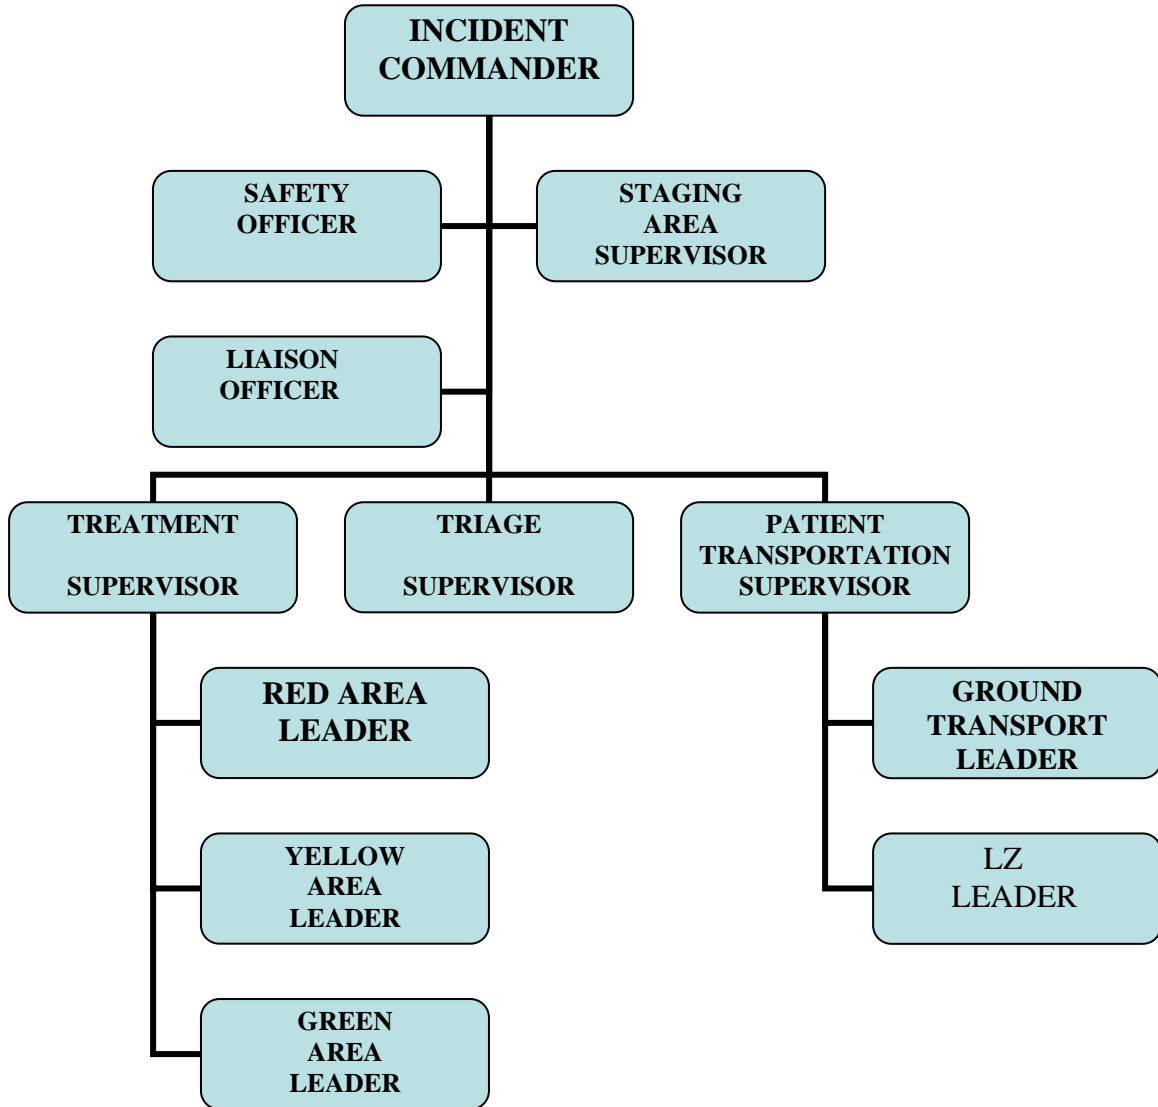 INCIDENT
COMMANDER
SAFETY
OFFICER
STAGING
AREA
SUPERVISOR
LIAISON
OFFICER
TREATMENT
SUPERVISOR
TRIAGE
SUPERVISOR
PATIENT
TRANSPORTATION
SUPERVISOR
RED AREA
LEADER
YELLOW
AREA
LEADER
GREEN
AREA
LEADER
GROUND
TRANSPORT
LEADER
LZ
LEADER